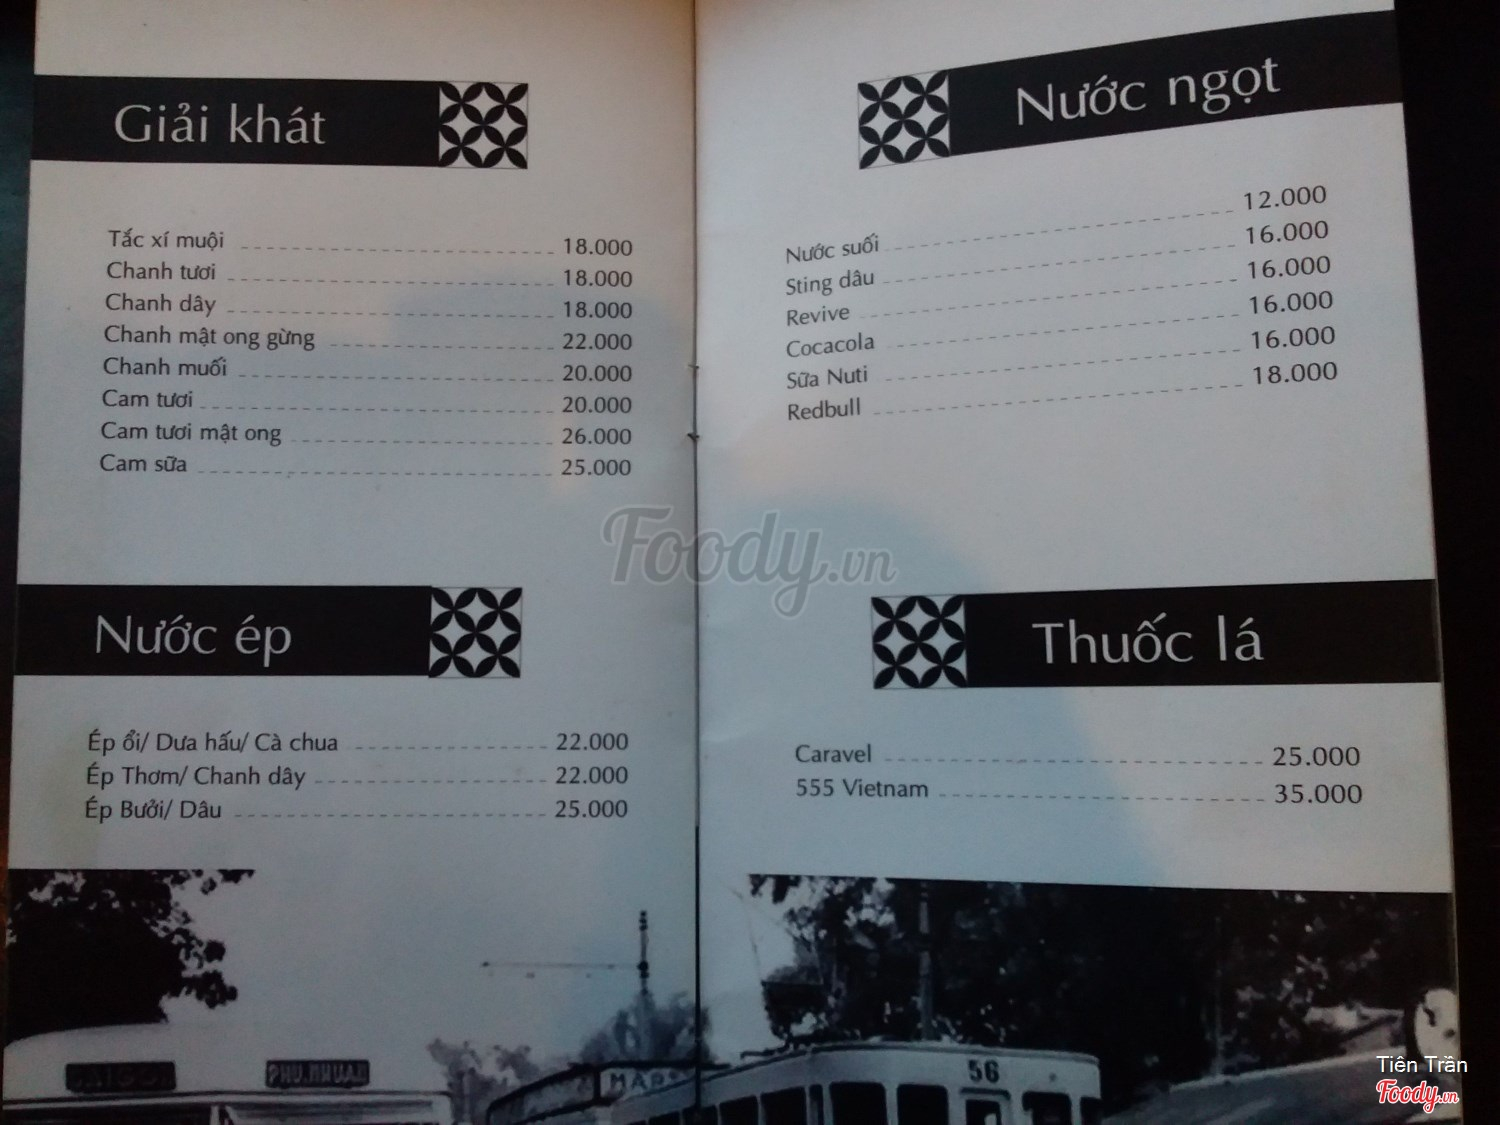 Giải khát
Tắc xí muội 18.000
Chanh tươi 18.000
Chanh dây 18.000
Chanh mật ong gừng 22.000
Chanh muối 20.000
Cam tươi 20.000
Cam tươi mật ong 26.000
Cam sữa 25.000
Nước ép
Ép ổi/ Dưa hấu/ Cà chua 22.000
Ép Thơm/ Chanh dây 22.000
Ép Bưởi/ Dâu 25.000
Nước ngọt
Nước suối 12.000
Sting dâu 16.000
Revive 16.000
Cocacola 16.000
Sữa Nuti 16.000
Redbull 18.000
Thuốc lá
Caravel 25.000
555 Vietnam 35.000
Foody.vn
56
Tiên Trần
Foody.vn